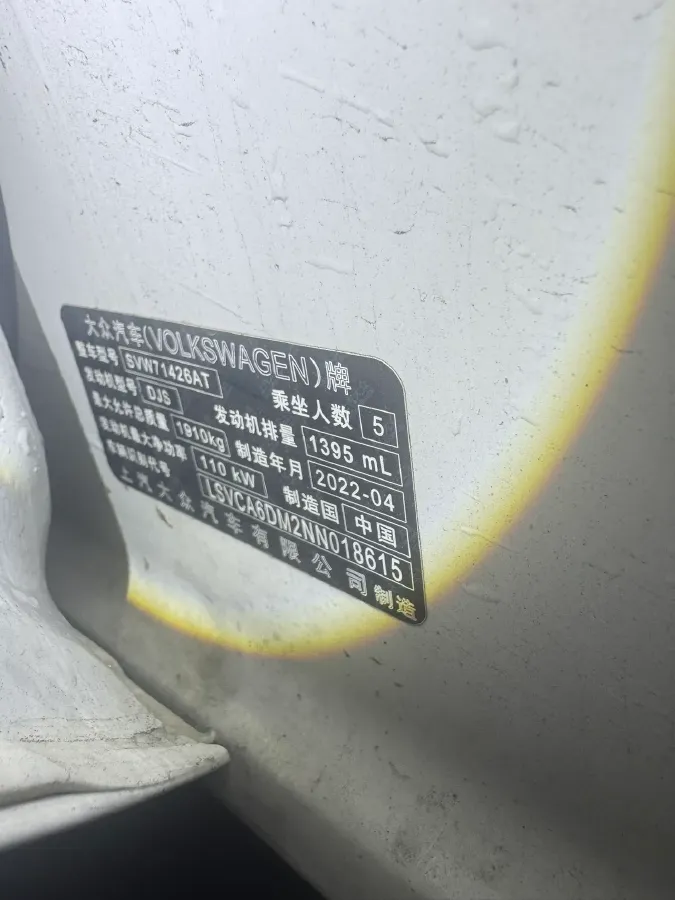 大众汽车(VOLKSWAGEN)牌
整车型号 SVW71426AT 乘坐人数 5
发动机型号 DJS 发动机排量 1395 mL
最大允许总质量 1910kg 制造年月 2022-04
发动机最大净功率 110 kW 制造国 中国
车辆识别代号 LSVCA6DM2NN018615
上汽大众汽车有限公司 制造